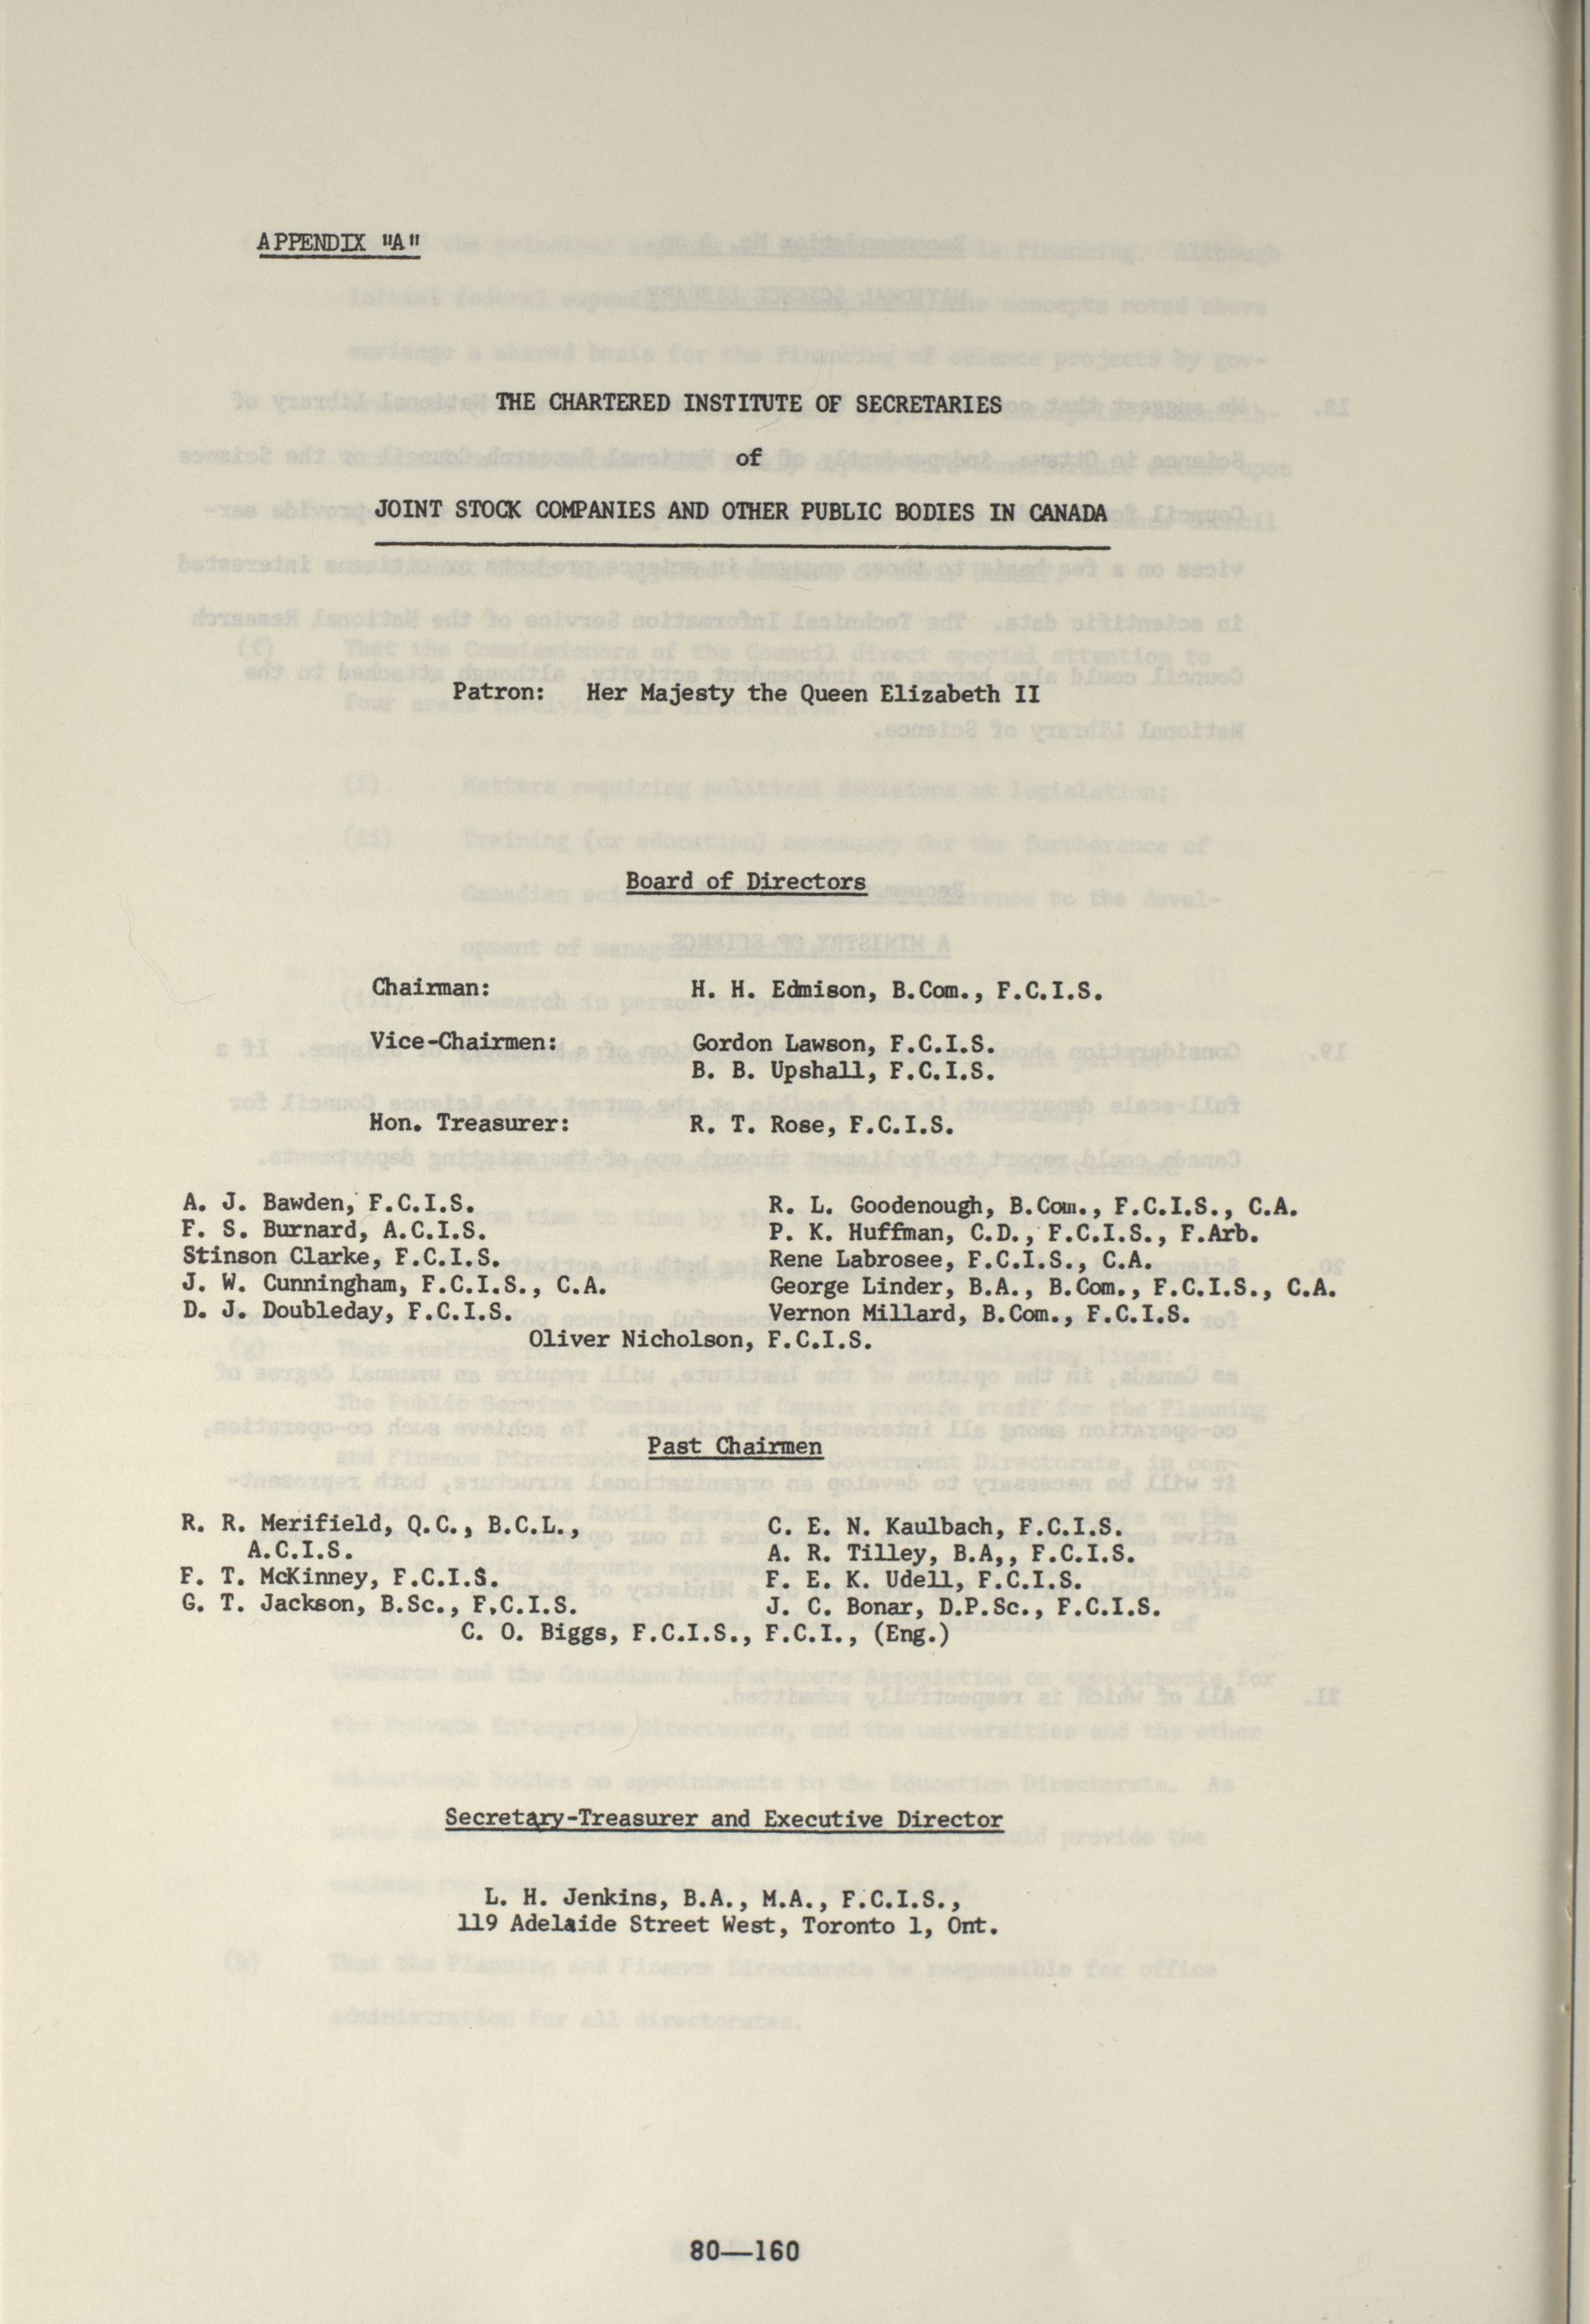 APPENDIX "A"
THE CHARTERED INSTITUTE OF SECRETARIES
of
JOINT STOCK COMPANIES AND OTHER PUBLIC BODIES IN CANADA
Patron: Her Majesty the Queen Elizabeth II
Board of Directors
Chairman: H. H. Edmison, B.Com., F.C.I.S.
Vice-Chairmen: Gordon Lawson, F.C.I.S.
B. B. Upshall, F.C.I.S.
Hon. Treasurer: R. T. Rose, F.C.I.S.
A. J. Bawden, F.C.I.S. R. L. Goodenough, B.Com., F.C.I.S., C.A.
F. S. Burnard, A.C.I.S. P. K. Huffman, C.D., F.C.I.S., F.Arb.
Stinson Clarke, F.C.I.S. Rene Labrosee, F.C.I.S., C.A.
J. W. Cunningham, F.C.I.S., C.A. George Linder, B.A., B.Com., F.C.I.S., C.A.
D. J. Doubleday, F.C.I.S. Vernon Millard, B.Com., F.C.I.S.
Oliver Nicholson, F.C.I.S.
Past Chairmen
R. R. Merifield, Q.C., B.C.L., C. E. N. Kaulbach, F.C.I.S.
A.C.I.S. A. R. Tilley, B.A,, F.C.I.S.
F. T. McKinney, F.C.I.S. F. E. K. Udell, F.C.I.S.
G. T. Jackson, B.Sc., F.C.I.S. J. C. Bonar, D.P.Sc., F.C.I.S.
C. O. Biggs, F.C.I.S., F.C.I., (Eng.)
Secretary-Treasurer and Executive Director
L. H. Jenkins, B.A., M.A., F.C.I.S.,
119 Adelaide Street West, Toronto 1, Ont.
80—160